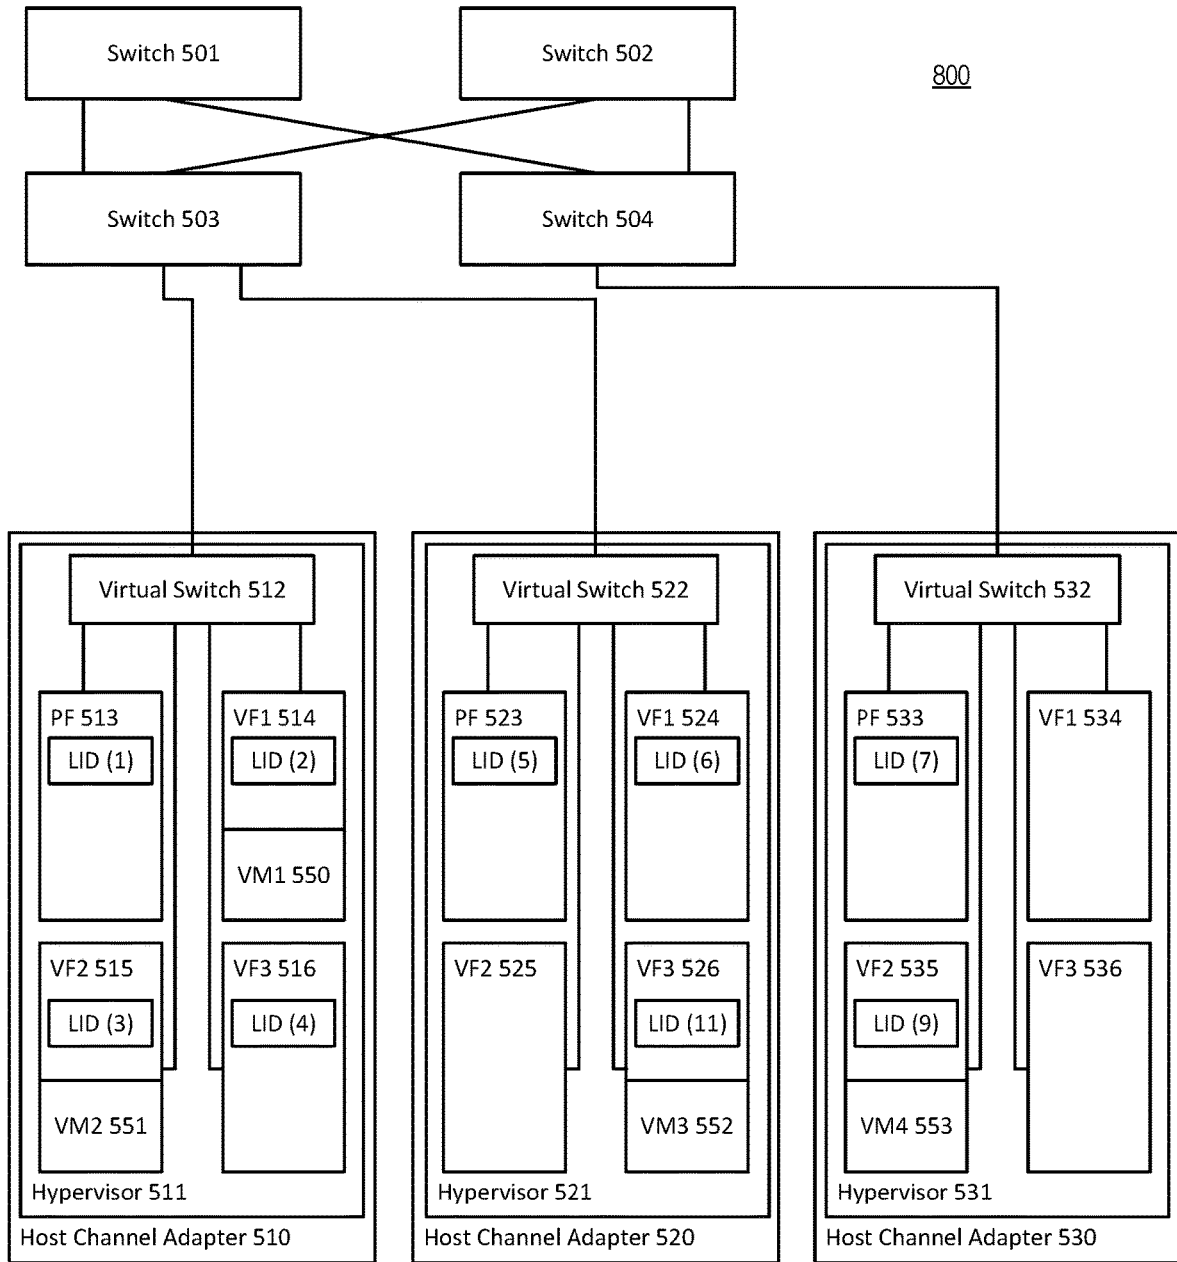 Switch 501
Switch 502
800
Switch 503
Switch 504
Virtual Switch 512
PF 513
LID (1)
VF1 514
LID (2)
VM1 550
VF2 515
LID (3)
VM2 551
VF3 516
LID (4)
Hypervisor 511
Host Channel Adapter 510
Virtual Switch 522
PF 523
LID (5)
VF1 524
LID (6)
VF2 525
VF3 526
LID (11)
VM3 552
Hypervisor 521
Host Channel Adapter 520
Virtual Switch 532
PF 533
LID (7)
VF1 534
VF2 535
LID (9)
VM4 553
VF3 536
Hypervisor 531
Host Channel Adapter 530